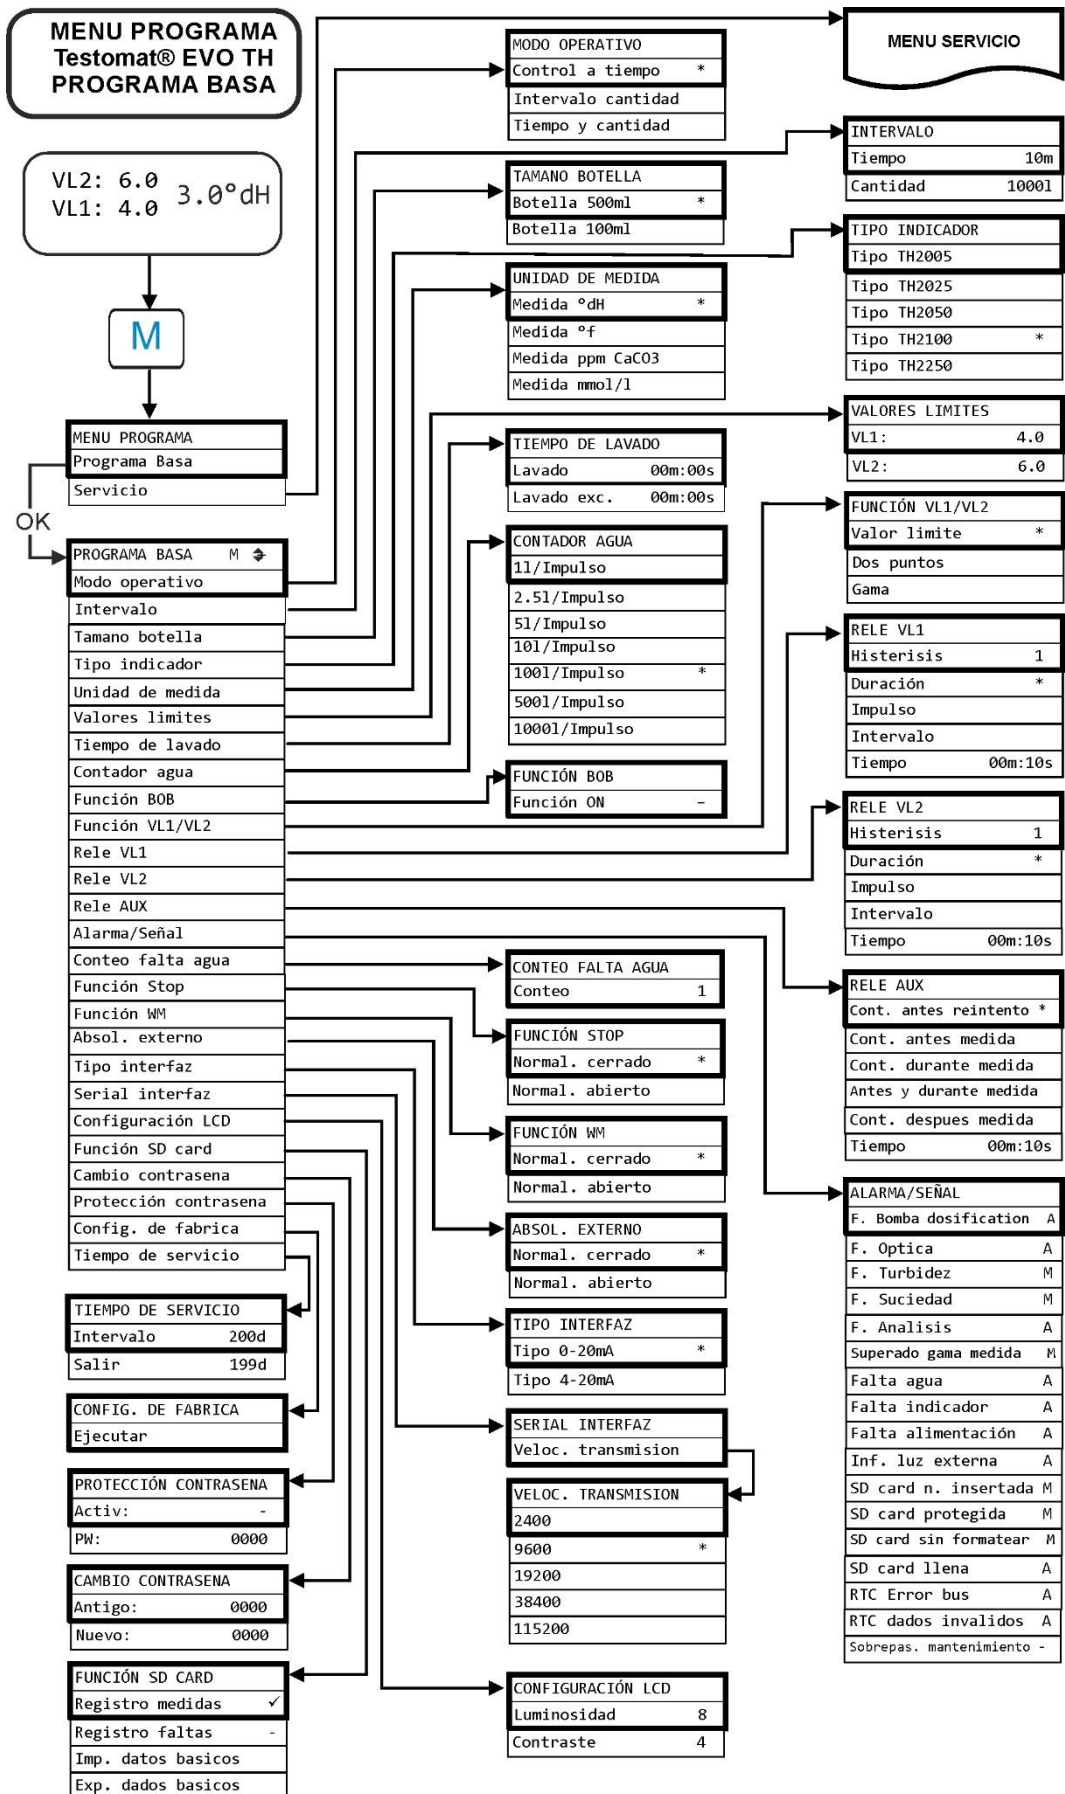 MENU PROGRAMA
Testomat® EVO TH
PROGRAMA BASA
VL2: 6.0
VL1: 4.0
3.0°dH
M
MENU PROGRAMA
Programa Basa
Servicio
OK
PROGRAMA BASA M
Modo operativo
Intervalo
Tamano botella
Tipo indicador
Unidad de medida
Valores limites
Tiempo de lavado
Contador agua
Función BOB
Función VL1/VL2
Rele VL1
Rele VL2
Rele AUX
Alarma/Señal
Conteo falta agua
Función Stop
Función WM
Absol. externo
Tipo interfaz
Serial interfaz
Configuración LCD
Función SD card
Cambio contrasena
Protección contrasena
Config. de fabrica
Tiempo de servicio
TIEMPO DE SERVICIO
Intervalo 200d
Salir 199d
CONFIG. DE FABRICA
Ejecutar
PROTECCIÓN CONTRASENA
Activ: -
PW: 0000
CAMBIO CONTRASENA
Antigo: 0000
Nuevo: 0000
FUNCIÓN SD CARD
Registro medidas ✓
Registro faltas -
Imp. datos basicos
Exp. dados basicos
MODO OPERATIVO
Control a tiempo *
Intervalo cantidad
Tiempo y cantidad
TAMANO BOTELLA
Botella 500ml *
Botella 100ml
UNIDAD DE MEDIDA
Medida °dH *
Medida °f
Medida ppm CaCO3
Medida mmol/l
TIEMPO DE LAVADO
Lavado 00m:00s
Lavado exc. 00m:00s
CONTADOR AGUA
1l/Impulso
2.5l/Impulso
5l/Impulso
10l/Impulso
100l/Impulso *
500l/Impulso
1000l/Impulso
FUNCIÓN BOB
Función ON –
CONTEO FALTA AGUA
Conteo 1
FUNCIÓN STOP
Normal. cerrado *
Normal. abierto
FUNCIÓN WM
Normal. cerrado *
Normal. abierto
ABSOL. EXTERNO
Normal. cerrado *
Normal. abierto
TIPO INTERFAZ
Tipo 0-20mA *
Tipo 4-20mA
SERIAL INTERFAZ
Veloc. transmision
VELOC. TRANSMISION
2400
9600 *
19200
38400
115200
CONFIGURACIÓN LCD
Luminosidad 8
Contraste 4
MENU SERVICIO
INTERVALO
Tiempo 10m
Cantidad 1000l
TIPO INDICADOR
Tipo TH2005
Tipo TH2025
Tipo TH2050
Tipo TH2100 *
Tipo TH2250
VALORES LIMITES
VL1: 4.0
VL2: 6.0
FUNCIÓN VL1/VL2
Valor limite *
Dos puntos
Gama
RELE VL1
Histerisis 1
Duración *
Impulso
Intervalo
Tiempo 00m:10s
RELE VL2
Histerisis 1
Duración *
Impulso
Intervalo
Tiempo 00m:10s
RELE AUX
Cont. antes reintento *
Cont. antes medida
Cont. durante medida
Antes y durante medida
Cont. despues medida
Tiempo 00m:10s
ALARMA/SEÑAL
F. Bomba dosification A
F. Optica A
F. Turbidez M
F. Suciedad M
F. Analisis A
Superado gama medida M
Falta agua A
Falta indicador A
Falta alimentación A
Inf. luz externa A
SD card n. insertada M
SD card protegida M
SD card sin formatear M
SD card llena A
RTC Error bus A
RTC dados invalidos A
Sobrepas. mantenimiento -